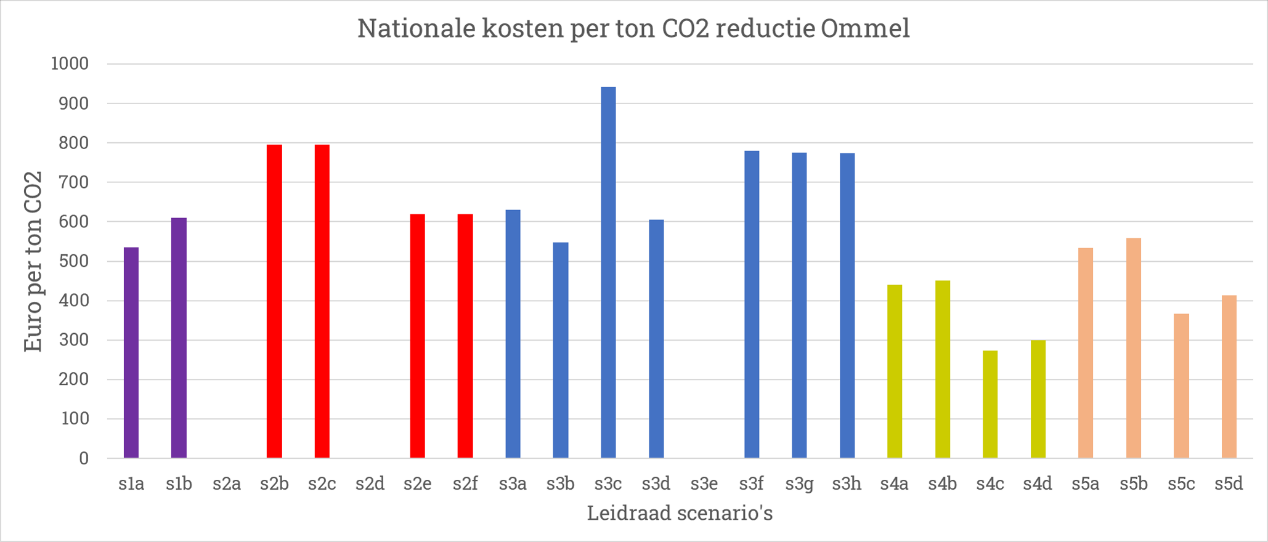 Nationale kosten per ton CO2 reductie Ommel
Euro per ton CO2
1000
900
800
700
600
500
400
300
200
100
0
s1a s1b s2a s2b s2c s2d s2e s2f s3a s3b s3c s3d s3e s3f s3g s3h s4a s4b s4c s4d s5a s5b s5c s5d
Leidraad scenario's